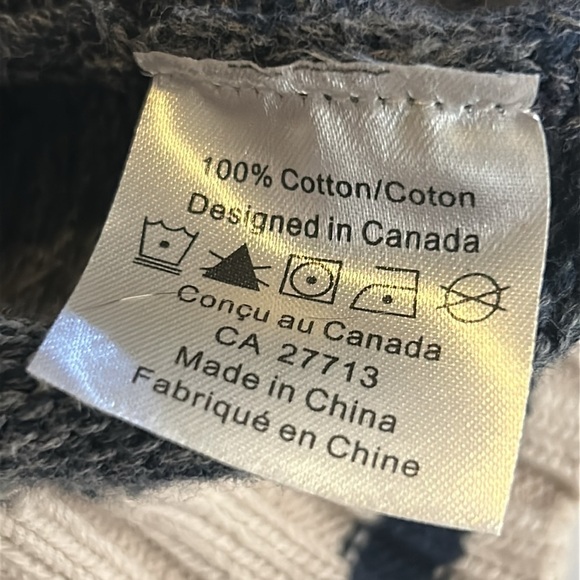 100% Cotton/Coton
Designed in Canada
Conçu au Canada
CA 27713
Made in China
Fabriqué en Chine